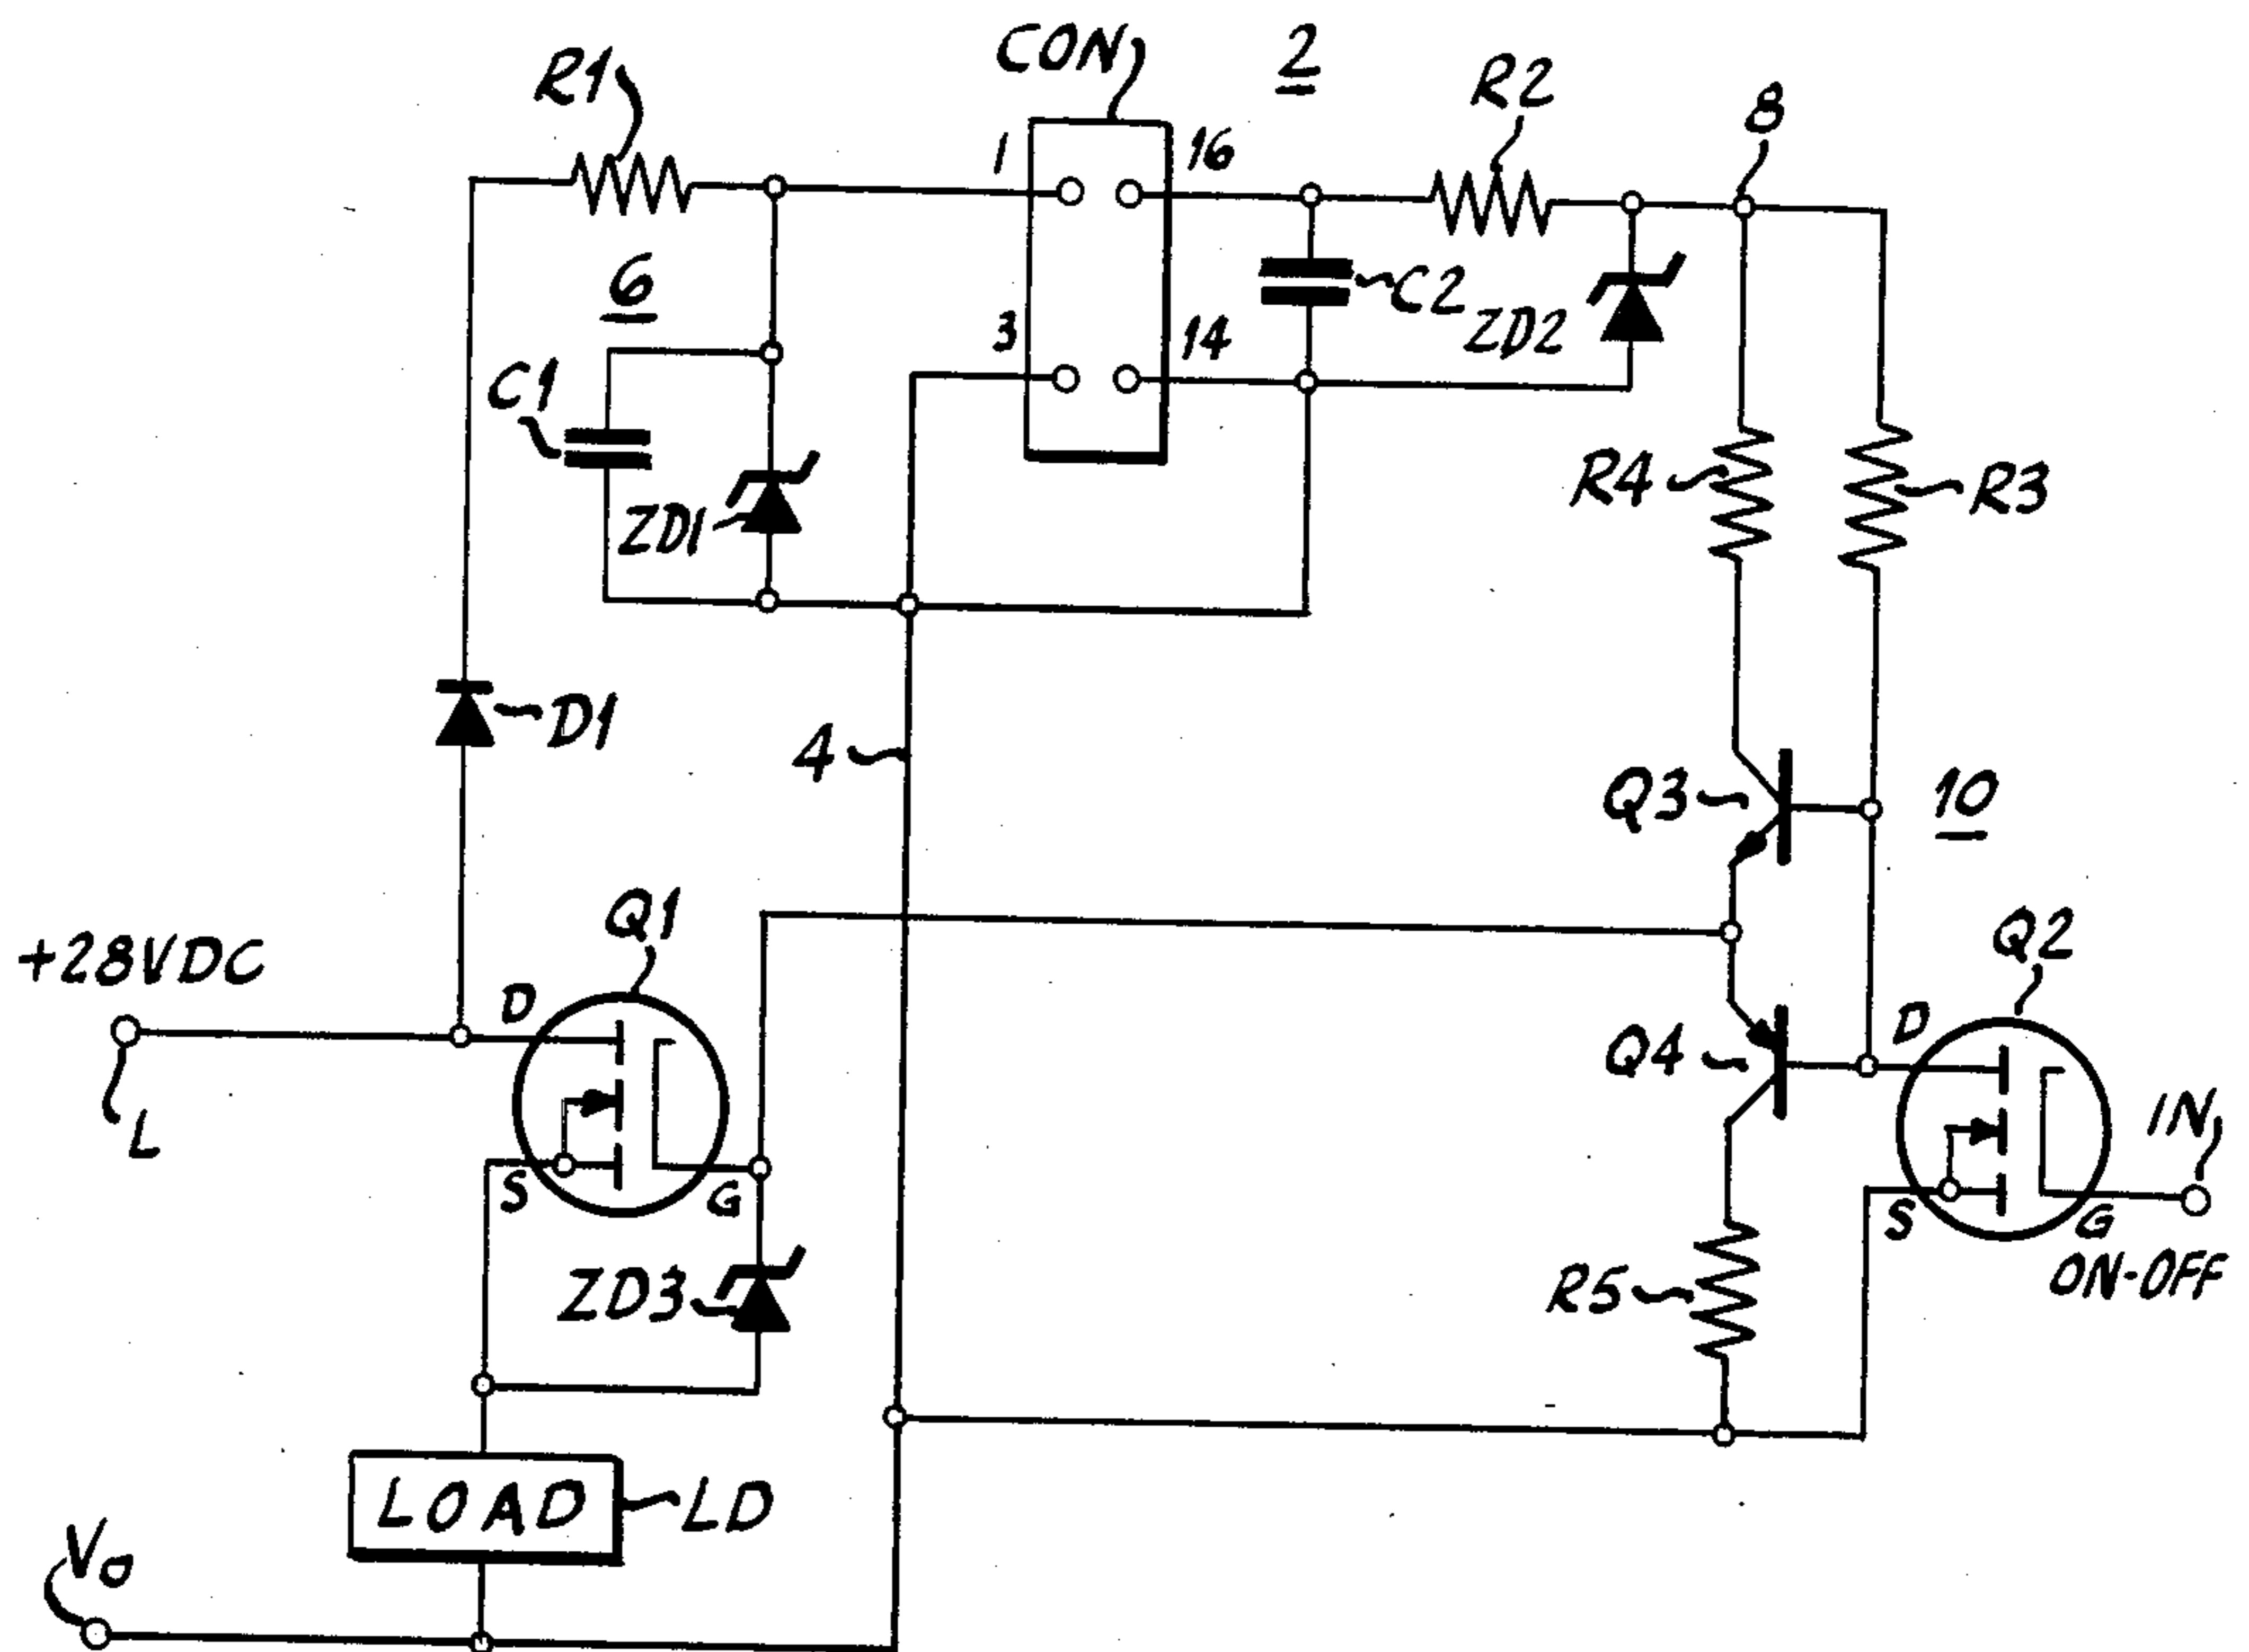 CON
2
R1
R2
8
1
16
6
C2
3
14
ZD2
C1
R4
R3
ZD1
D1
4
Q3
10
Q1
Q2
+28VDC
D
D
Q4
IN
L
S
G
S
G
ZD3
R5
ON-OFF
LOAD
LD
Vo